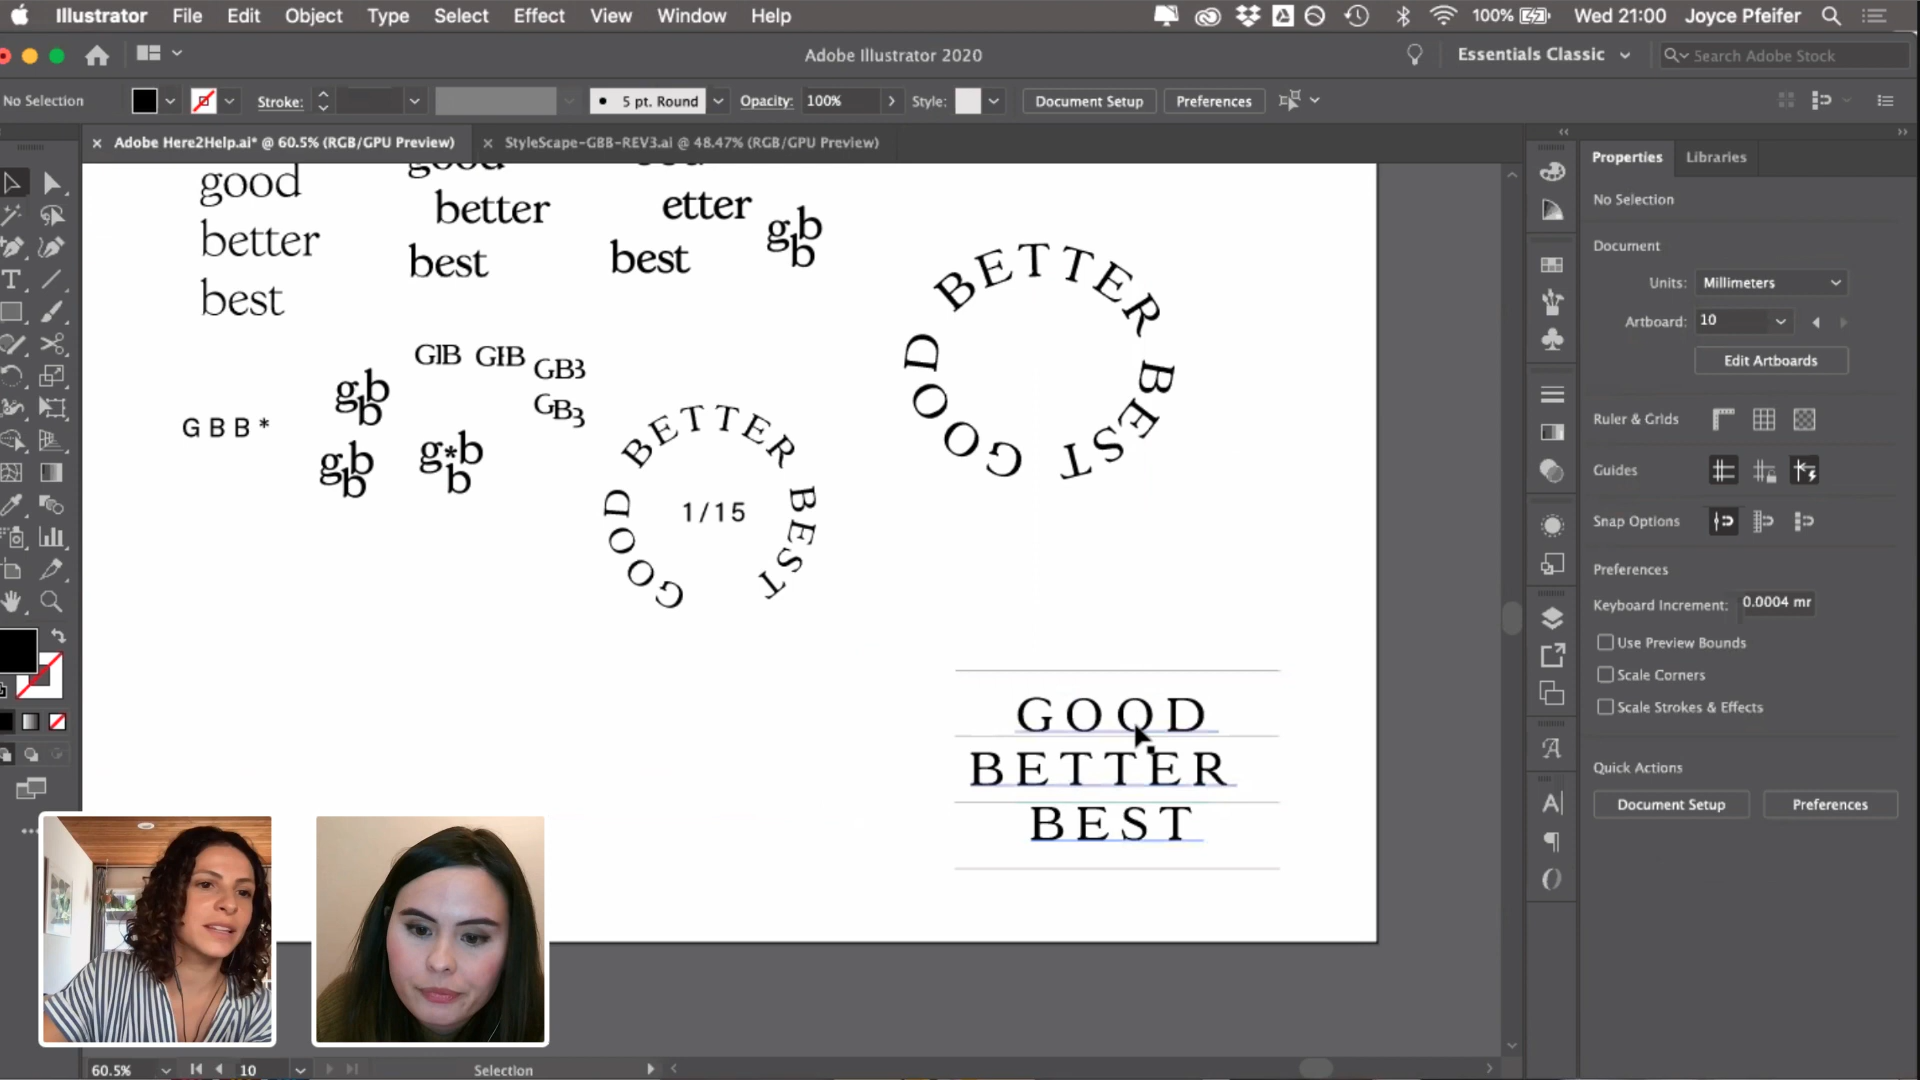 Illustrator File Edit Object Type Select Effect View Window Help 100% Wed 21:00 Joyce Pfeifer
Adobe Illustrator 2020 Essentials Classic Search Adobe Stock
No Selection Stroke: 5 pt. Round Opacity: 100% Style: Document Setup Preferences
Adobe Here2Help.ai* @ 60.5% (RGB/GPU Preview) StyleScape-GBB-REV3.ai @ 48.47% (RGB/GPU Preview)
good
better
best
good
better
best
etter
best
gbb
GBB*
gbb
gbb
GB
GB
GB3
GB3
g*bb
GOOD BETTER BEST
1/15
GOOD BETTER BEST
GOOD
BETTER
BEST
Properties Libraries
No Selection
Document
Units: Millimeters
Artboard: 10
Edit Artboards
Ruler & Grids
Guides
Snap Options
Preferences
Keyboard Increment: 0.0004 mr
Use Preview Bounds
Scale Corners
Scale Strokes & Effects
Quick Actions
Document Setup Preferences
60.5% 10 Selection